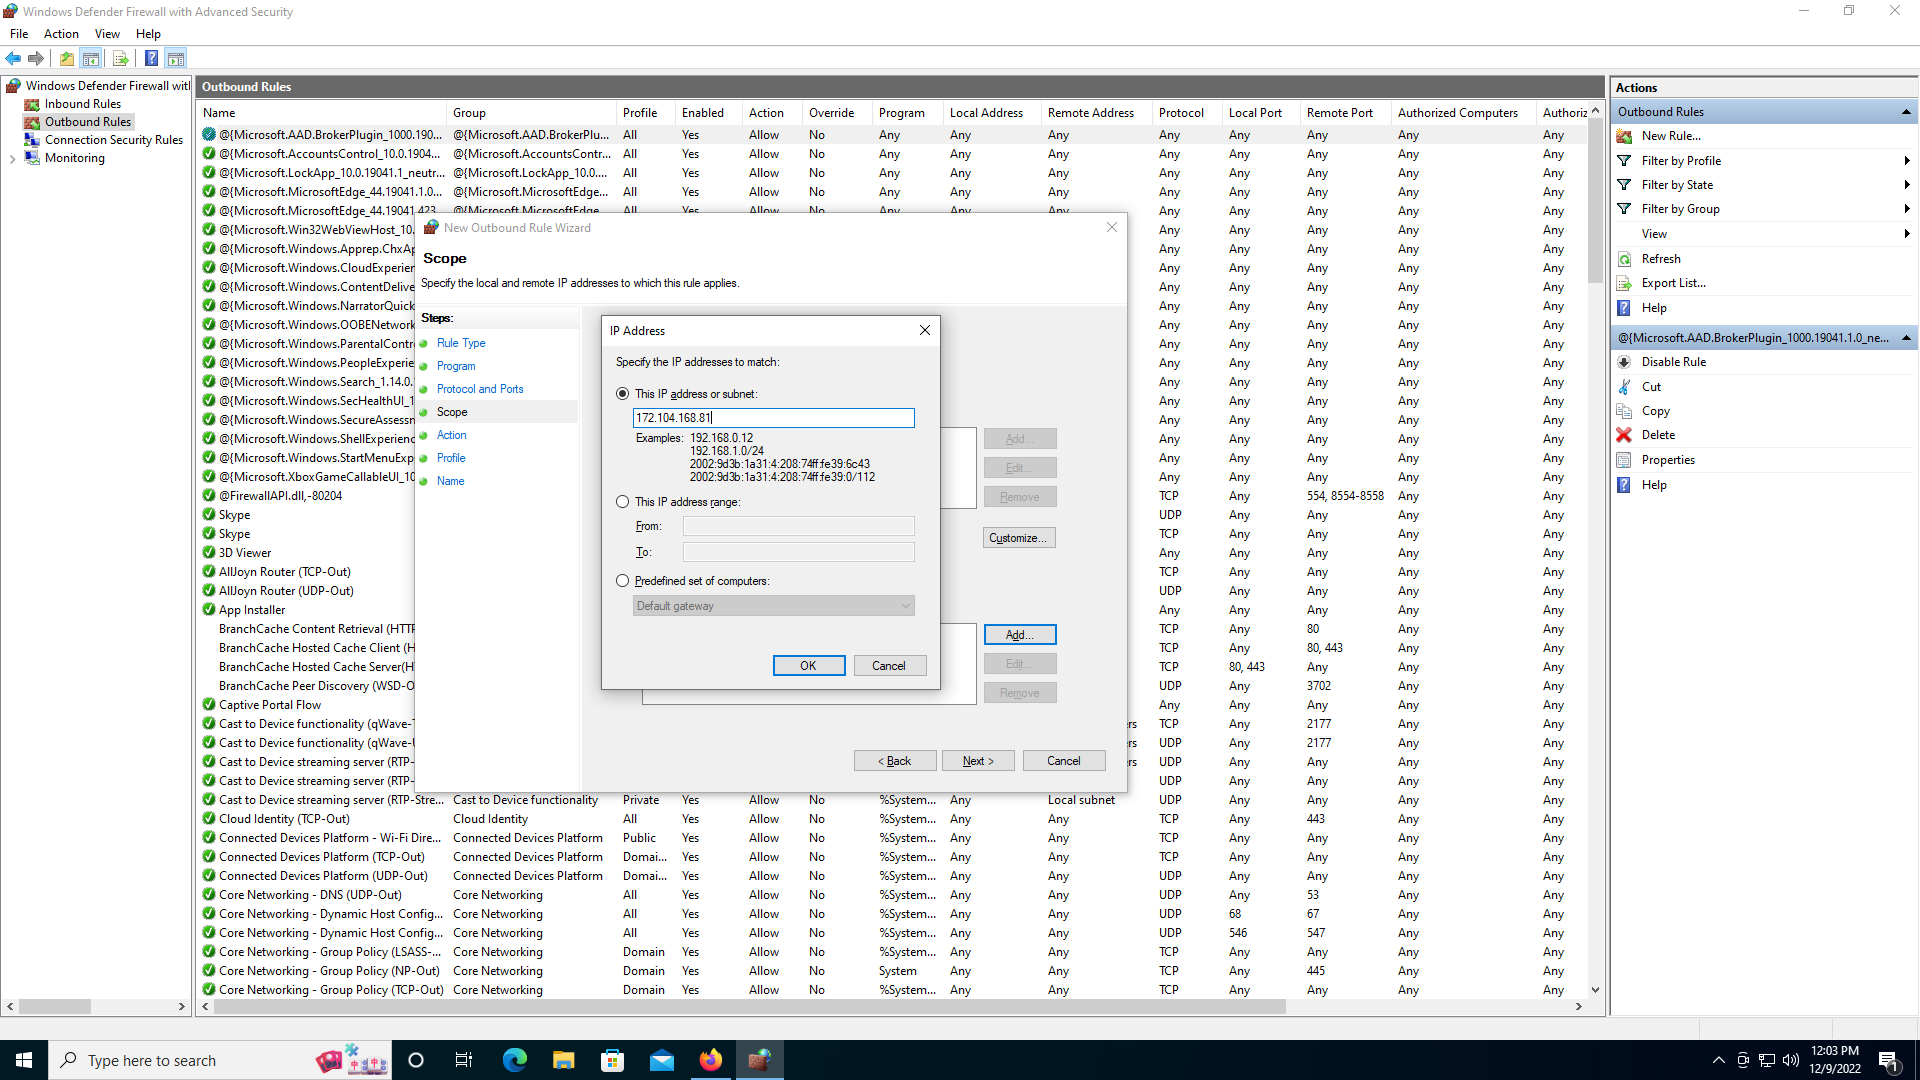 Windows Defender Firewall with Advanced Security
File Action View Help
Windows Defender Firewall witl
Inbound Rules
Outbound Rules
Connection Security Rules
Monitoring
Outbound Rules
Name Group Profile Enabled Action Override Program Local Address Remote Address Protocol Local Port Remote Port Authorized Computers Authoriz
@{Microsoft.AAD.BrokerPlugin_1000.190... @{Microsoft.AAD.BrokerPlu... All Yes Allow No Any Any Any Any Any Any Any Any
@{Microsoft.AccountsControl_10.0.1904... @{Microsoft.AccountsContr... All Yes Allow No Any Any Any Any Any Any Any Any
@{Microsoft.LockApp_10.0.19041.1_neutr... @{Microsoft.LockApp_10.0.... All Yes Allow No Any Any Any Any Any Any Any Any
@{Microsoft.MicrosoftEdge_44.19041.1.0... @{Microsoft.MicrosoftEdge... All Yes Allow No Any Any Any Any Any Any Any Any
@{Microsoft.MicrosoftEdge_44.19041.423 @{Microsoft.MicrosoftEdge All Yes Allow No Any Any Any Any Any Any Any Any
@{Microsoft.Win32WebViewHost_10. Any Any Any Any Any
@{Microsoft.Windows.Apprep.ChxAp Any Any Any Any Any
@{Microsoft.Windows.CloudExperien Any Any Any Any Any
@{Microsoft.Windows.ContentDelive Any Any Any Any Any
@{Microsoft.Windows.NarratorQuick Any Any Any Any Any
@{Microsoft.Windows.OOBENetwork Any Any Any Any Any
@{Microsoft.Windows.ParentalContro Any Any Any Any Any
@{Microsoft.Windows.PeopleExperie Any Any Any Any Any
@{Microsoft.Windows.Search_1.14.0. Any Any Any Any Any
@{Microsoft.Windows.SecHealthUI_1 Any Any Any Any Any
@{Microsoft.Windows.SecureAssessn Any Any Any Any Any
@{Microsoft.Windows.ShellExperienc Any Any Any Any Any
@{Microsoft.Windows.StartMenuExp Any Any Any Any Any
@{Microsoft.XboxGameCallableUI_10 Any Any Any Any Any
@FirewallAPI.dll,-80204 TCP Any 554, 8554-8558 Any Any
Skype UDP Any Any Any Any
Skype TCP Any Any Any Any
3D Viewer Any Any Any Any Any
AllJoyn Router (TCP-Out) TCP Any Any Any Any
AllJoyn Router (UDP-Out) UDP Any Any Any Any
App Installer Any Any Any Any Any
BranchCache Content Retrieval (HTTP TCP Any 80 Any Any
BranchCache Hosted Cache Client (H TCP Any 80, 443 Any Any
BranchCache Hosted Cache Server(H TCP 80, 443 Any Any Any
BranchCache Peer Discovery (WSD-O UDP Any 3702 Any Any
Captive Portal Flow Any Any Any Any Any
Cast to Device functionality (qWave-T rs TCP Any 2177 Any Any
Cast to Device functionality (qWave-U rs UDP Any 2177 Any Any
Cast to Device streaming server (RTP- rs UDP Any Any Any Any
Cast to Device streaming server (RTP- UDP Any Any Any Any
Cast to Device streaming server (RTP-Stre... Cast to Device functionality Private Yes Allow No %System... Any Local subnet UDP Any Any Any Any
Cloud Identity (TCP-Out) Cloud Identity All Yes Allow No %System... Any Any TCP Any 443 Any Any
Connected Devices Platform - Wi-Fi Dire... Connected Devices Platform Public Yes Allow No %System... Any Any TCP Any Any Any Any
Connected Devices Platform (TCP-Out) Connected Devices Platform Domai... Yes Allow No %System... Any Any TCP Any Any Any Any
Connected Devices Platform (UDP-Out) Connected Devices Platform Domai... Yes Allow No %System... Any Any UDP Any Any Any Any
Core Networking - DNS (UDP-Out) Core Networking All Yes Allow No %System... Any Any UDP Any 53 Any Any
Core Networking - Dynamic Host Config... Core Networking All Yes Allow No %System... Any Any UDP 68 67 Any Any
Core Networking - Dynamic Host Config... Core Networking All Yes Allow No %System... Any Any UDP 546 547 Any Any
Core Networking - Group Policy (LSASS-... Core Networking Domain Yes Allow No %System... Any Any TCP Any Any Any Any
Core Networking - Group Policy (NP-Out) Core Networking Domain Yes Allow No System Any Any TCP Any 445 Any Any
Core Networking - Group Policy (TCP-Out) Core Networking Domain Yes Allow No %System... Any Any TCP Any Any Any Any
New Outbound Rule Wizard
Scope
Specify the local and remote IP addresses to which this rule applies.
Steps:
Rule Type
Program
Protocol and Ports
Scope
Action
Profile
Name
IP Address
Specify the IP addresses to match:
This IP address or subnet:
172.104.168.81
Examples: 192.168.0.12
192.168.1.0/24
2002:9d3b:1a31:4:208:74ff:fe39:6c43
2002:9d3b:1a31:4:208:74ff:fe39:0/112
This IP address range:
From:
To:
Predefined set of computers:
Default gateway
OK Cancel
Add...
Edit...
Remove
Customize...
Add...
Edit...
Remove
< Back Next > Cancel
Actions
Outbound Rules
New Rule...
Filter by Profile
Filter by State
Filter by Group
View
Refresh
Export List...
Help
@{Microsoft.AAD.BrokerPlugin_1000.19041.1.0_ne...
Disable Rule
Cut
Copy
Delete
Properties
Help
Type here to search
12:03 PM
12/9/2022
1